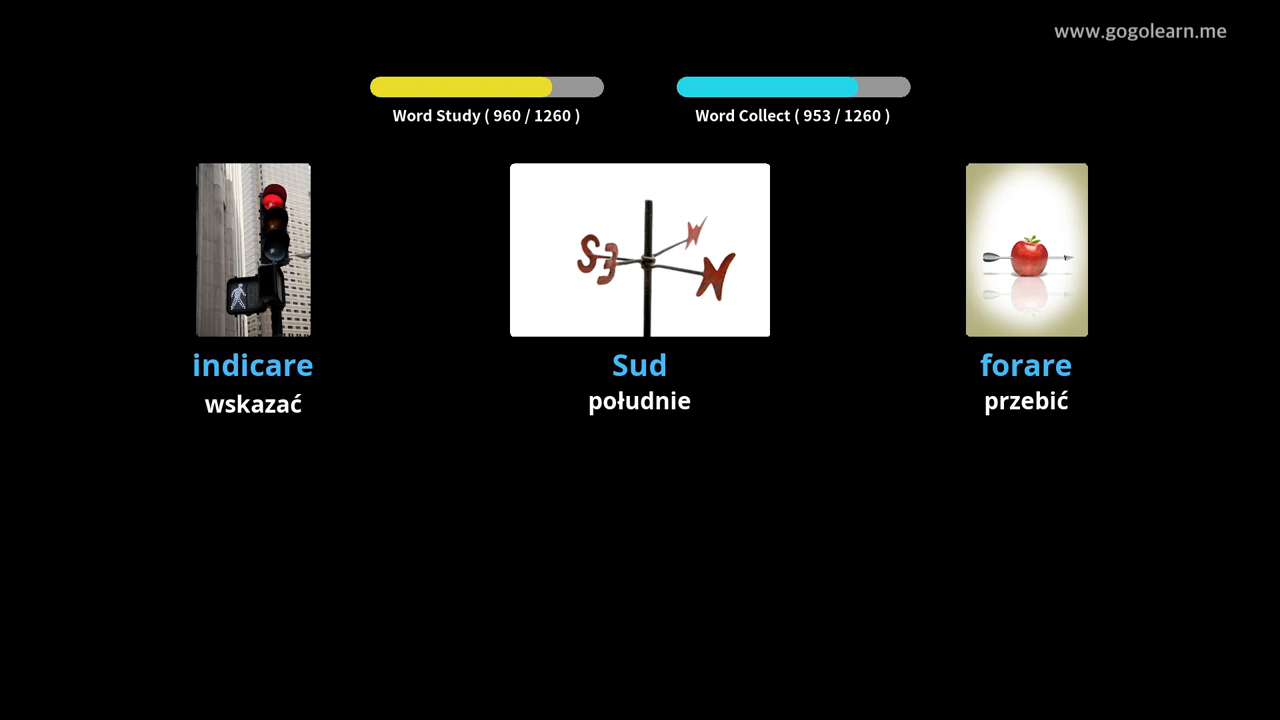 www.gogolearn.me
Word Study ( 960 / 1260 )
Word Collect ( 953 / 1260 )
indicare
Sud
forare
wskazać
południe
przebić